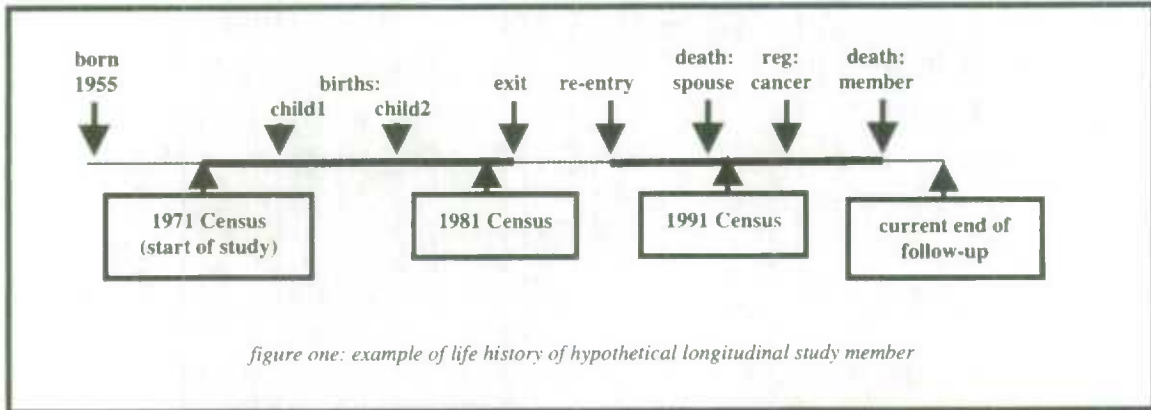 born
1955
births:
child1
child2
exit
re-entry
death:
spouse
reg:
cancer
death:
member
1971 Census
(start of study)
1981 Census
1991 Census
current end of
follow-up
figure one: example of life history of hypothetical longitudinal study member